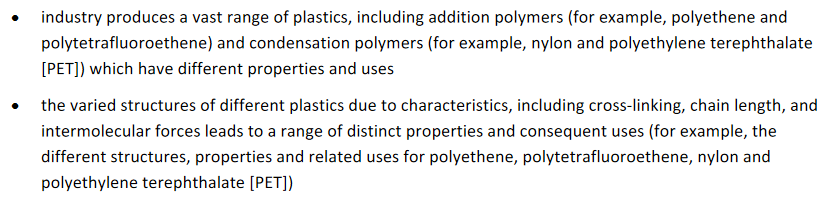 • industry produces a vast range of plastics, including addition polymers (for example, polyethene and
polytetrafluoroethene) and condensation polymers (for example, nylon and polyethylene terephthalate
[PET]) which have different properties and uses
• the varied structures of different plastics due to characteristics, including cross-linking, chain length, and
intermolecular forces leads to a range of distinct properties and consequent uses (for example, the
different structures, properties and related uses for polyethene, polytetrafluoroethene, nylon and
polyethylene terephthalate [PET])